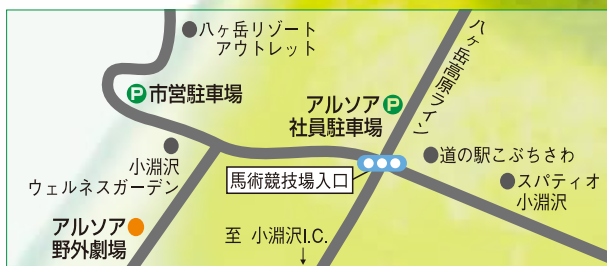 八ヶ岳リゾート
アウトレット
P 市営駐車場
アルソア P
社員駐車場
八ヶ岳高原ライン
小淵沢
ウェルネスガーデン
馬術競技場入口
道の駅こぶちさわ
スパティオ
小淵沢
アルソア
野外劇場
至 小淵沢I.C.
↓